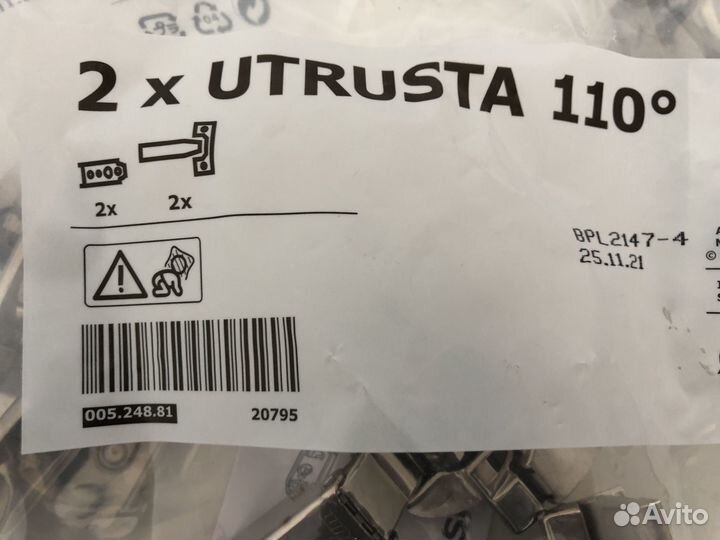 2 x UTRUSTA 110°
2x
2x
BPL2147-4
25.11.21
©
005.248.81
20795
Avito